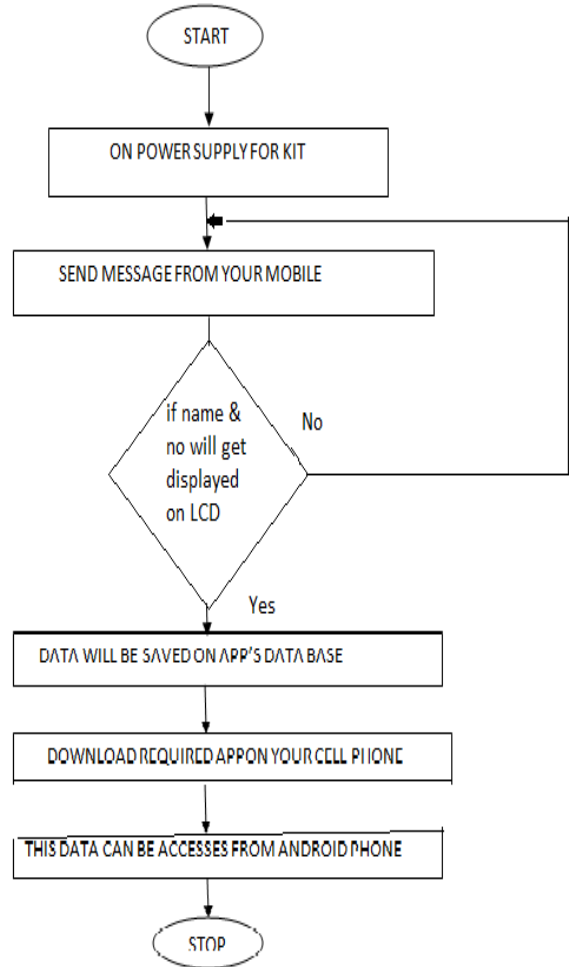 START
ON POWER SUPPLY FOR KIT
SEND MESSAGE FROM YOUR MOBILE
if name &
no will get
displayed
on LCD
No
Yes
DATA WILL BE SAVED ON APP'S DATA BASE
DOWNLOAD REQUIRED APPON YOUR CELL PHONE
THIS DATA CAN BE ACCESSES FROM ANDROID PHONE
STOP